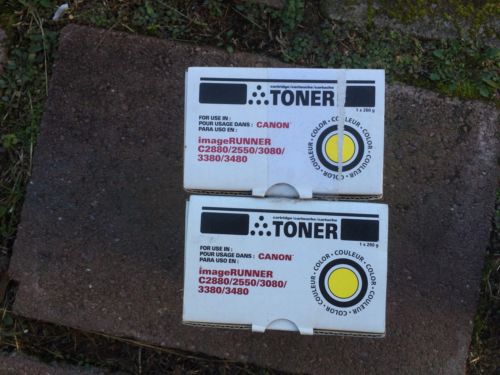 cartridge/cartouche/cartucho
TONER
1 x 260 g
FOR USE IN :
POUR USAGE DANS : CANON
PARA USO EN :
imageRUNNER
C2880/2550/3080/
3380/3480
COLOR • COULEUR • COLOR • COULEUR •
cartridge/cartouche/cartucho
TONER
1 x 260 g
FOR USE IN :
POUR USAGE DANS : CANON
PARA USO EN :
imageRUNNER
C2880/2550/3080/
3380/3480
COLOR • COULEUR • COLOR • COULEUR •